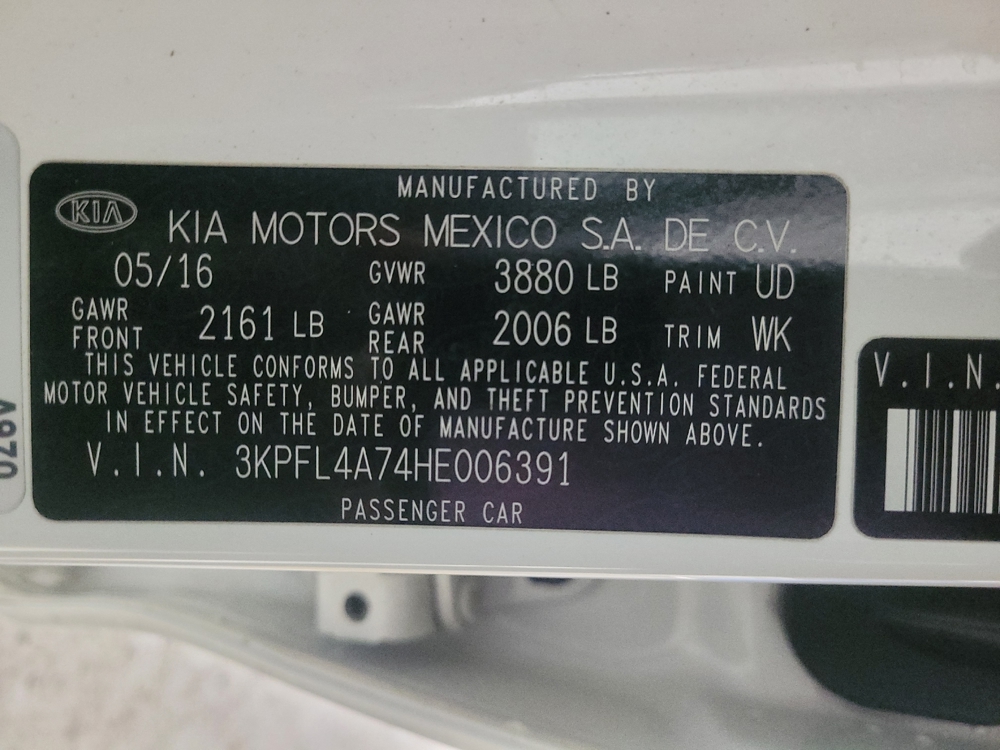 MANUFACTURED BY
KIA KIA MOTORS MEXICO S.A. DE C.V.
05/16 GVWR 3880 LB PAINT UD
GAWR FRONT 2161 LB GAWR REAR 2006 LB TRIM WK
THIS VEHICLE CONFORMS TO ALL APPLICABLE U.S.A. FEDERAL
MOTOR VEHICLE SAFETY, BUMPER, AND THEFT PREVENTION STANDARDS
IN EFFECT ON THE DATE OF MANUFACTURE SHOWN ABOVE.
V.I.N. 3KPFL4A74HE006391
PASSENGER CAR
V.I.N.